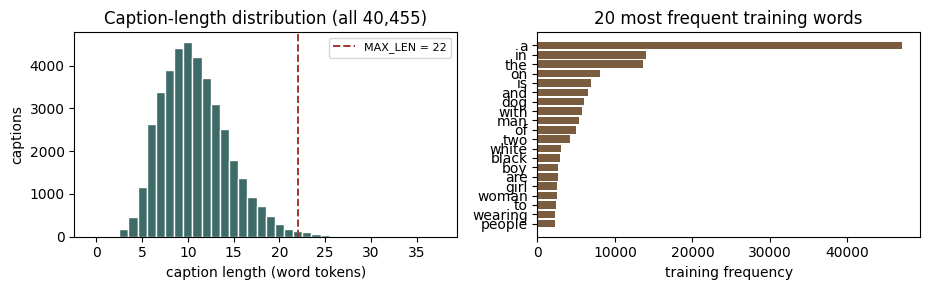 Caption-length distribution (all 40,455)
captions
4000
3000
2000
1000
0
0 5 10 15 20 25 30 35
caption length (word tokens)
MAX_LEN = 22
20 most frequent training words
a
in
the
on
is
and
dog
with
man
of
two
white
black
boy
are
girl
woman
to
wearing
people
0 10000 20000 30000 40000
training frequency